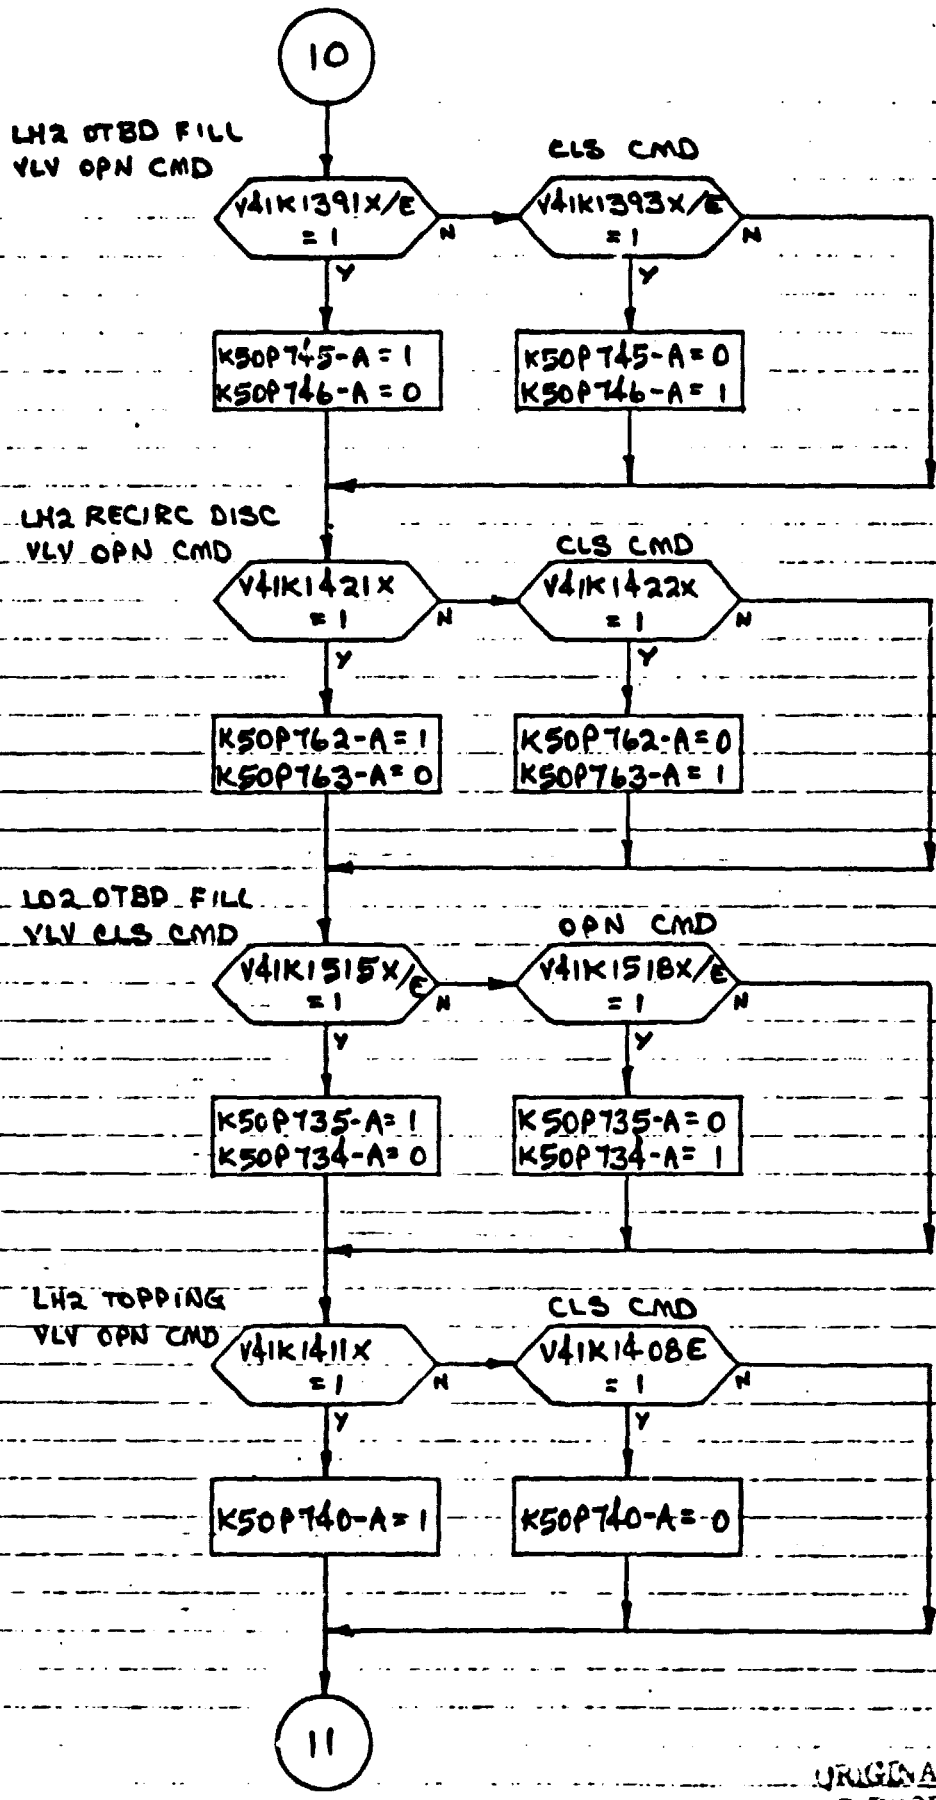 10
LH2 OTBD FILL
VLV OPN CMD
CLS CMD
V41K1391X/E
= 1
N
Y
V41K1393X/E
= 1
N
Y
K50P745-A = 1
K50P746-A = 0
K50P745-A = 0
K50P746-A = 1
LH2 RECIRC DISC
VLV OPN CMD
CLS CMD
V41K1421X
= 1
N
Y
V41K1422X
= 1
N
Y
K50P762-A = 1
K50P763-A = 0
K50P762-A = 0
K50P763-A = 1
LO2 OTBD FILL
VLV CLS CMD
OPN CMD
V41K1515X/E
= 1
N
Y
V41K1518X/E
= 1
N
Y
K50P735-A = 1
K50P734-A = 0
K50P735-A = 0
K50P734-A = 1
LH2 TOPPING
VLV OPN CMD
CLS CMD
V41K1411X
= 1
N
Y
V41K1408E
= 1
N
Y
K50P740-A = 1
K50P740-A = 0
11
ORIGINA